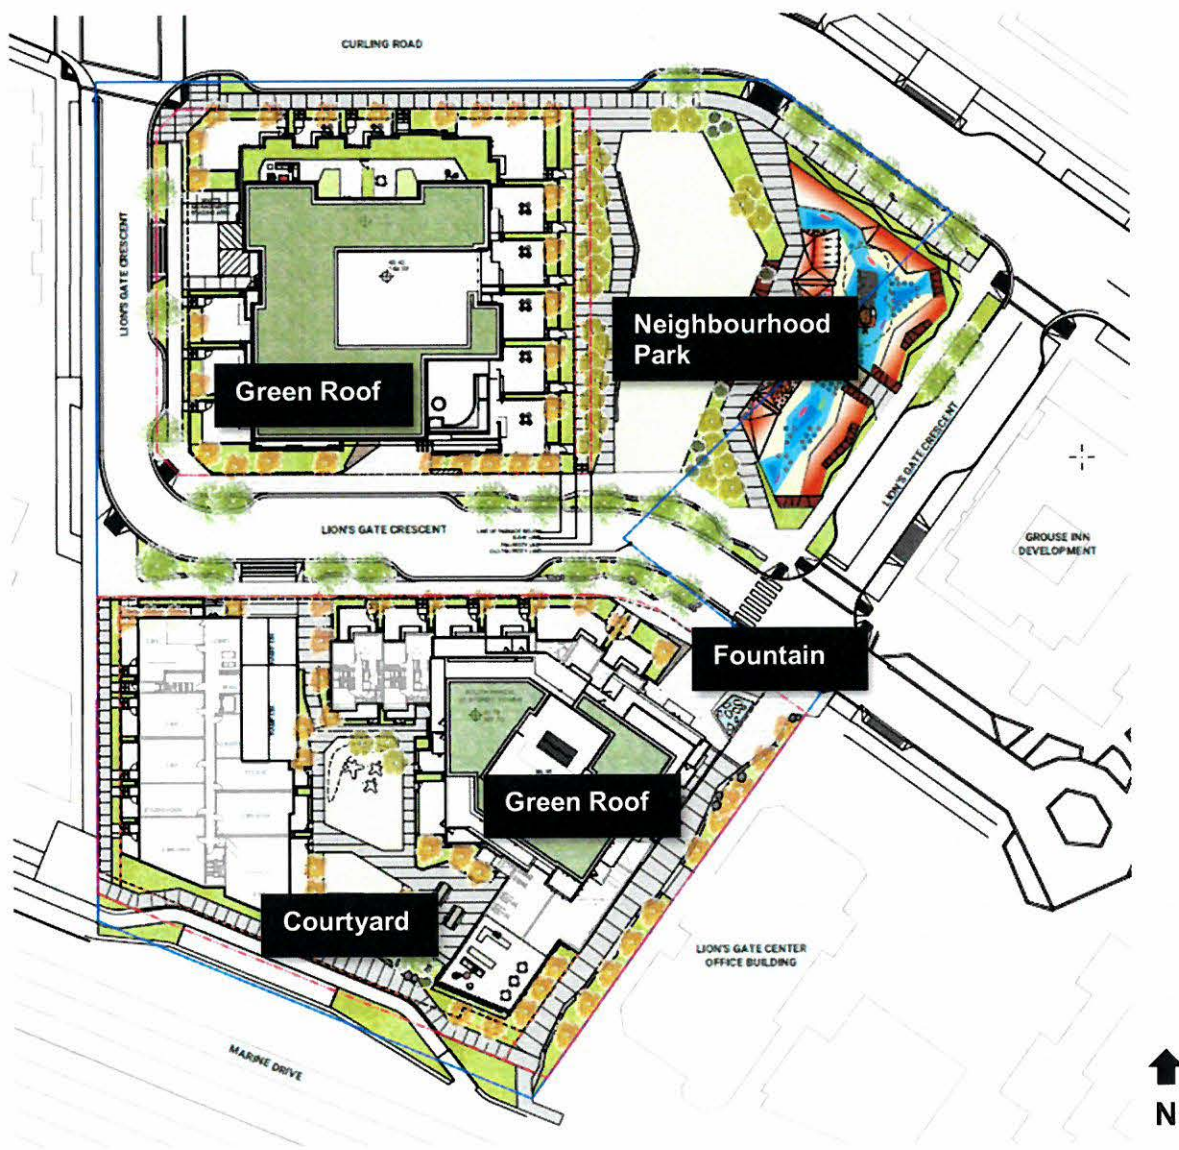 CURLING ROAD
LION'S GATE CRESCENT
Neighbourhood
Park
Green Roof
LION'S GATE CRESCENT
LION'S GATE CRESCENT
GROUSE INN
DEVELOPMENT
Fountain
Green Roof
Courtyard
LION'S GATE CENTER
OFFICE BUILDING
MARINE DRIVE
N